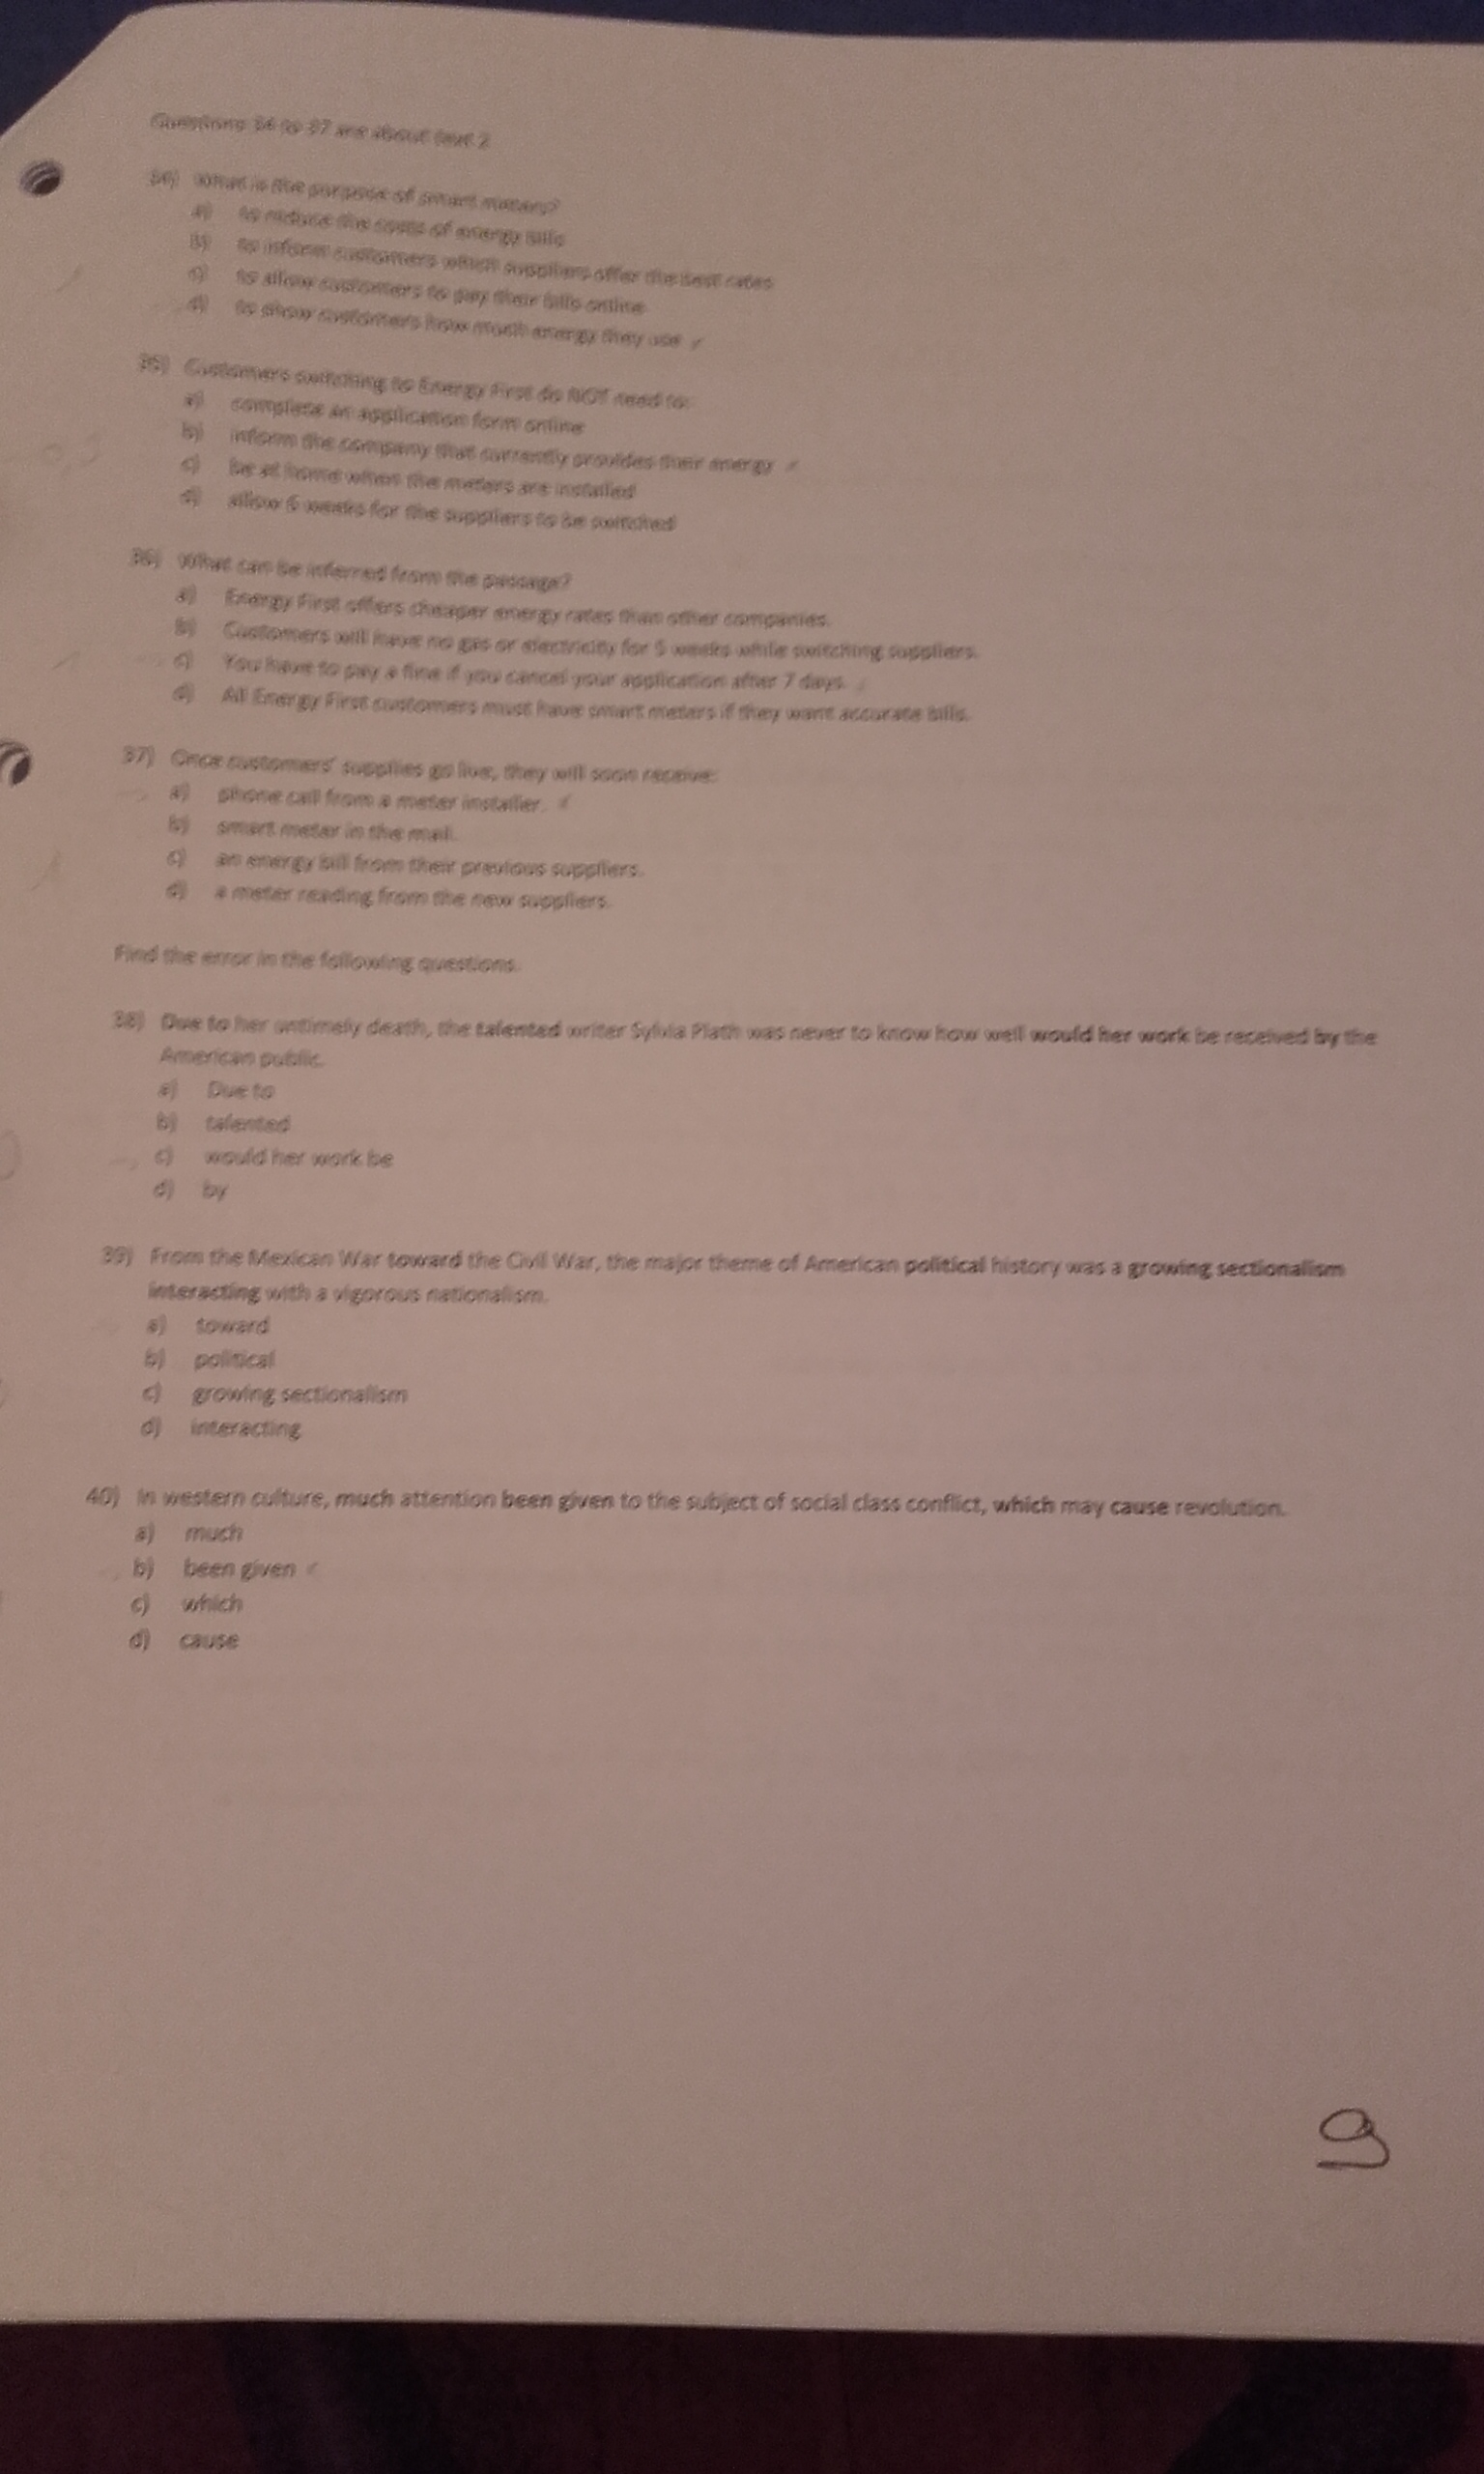 Questions 34 to 37 are about text 2
34) What is the purpose of smart meters?
a) to reduce the costs of energy bills
b) to inform customers which suppliers offer the best rates
c) to allow customers to pay their bills online
d) to show customers how much energy they use
35) Customers switching to Energy First do NOT need to:
a) complete an application form online
b) inform the company that currently provides their energy
c) be at home when the meters are installed
d) allow 5 weeks for the suppliers to be switched
36) What can be inferred from the passage?
a) Energy First offers cheaper energy rates than other companies.
b) Customers will have no gas or electricity for 5 weeks while switching suppliers.
c) You have to pay a fine if you cancel your application after 7 days.
d) All Energy First customers must have smart meters if they want accurate bills.
37) Once customers' supplies go live, they will soon receive:
a) phone call from a meter installer.
b) smart meter in the mail.
c) an energy bill from their previous suppliers.
d) a meter reading from the new suppliers.
Find the error in the following questions.
38) Due to her untimely death, the talented writer Sylvia Plath was never to know how well would her work be received by the
American public.
a) Due to
b) talented
c) would her work be
d) by
39) From the Mexican War toward the Civil War, the major theme of American political history was a growing sectionalism
interacting with a vigorous nationalism.
a) toward
b) political
c) growing sectionalism
d) interacting
40) In western culture, much attention been given to the subject of social class conflict, which may cause revolution.
a) much
b) been given
c) which
d) cause
9